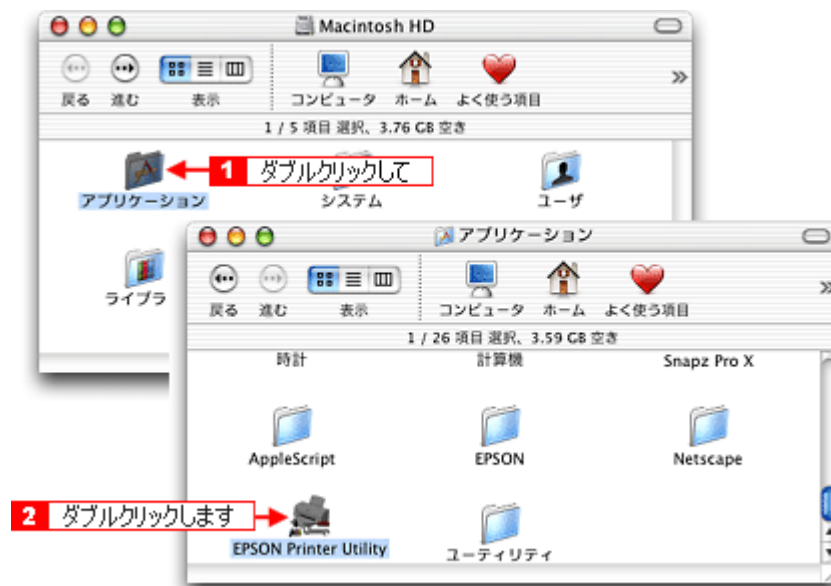 Macintosh HD
戻る 進む 表示 コンピュータ ホーム よく使う項目
1 / 5 項目 選択、3.76 GB 空き
1 ダブルクリックして
アプリケーション システム ユーザ
ライブラ
アプリケーション
戻る 進む 表示 コンピュータ ホーム よく使う項目
1 / 26 項目 選択、3.59 GB 空き
時計 計算機 Snapz Pro X
AppleScript EPSON Netscape
2 ダブルクリックします
EPSON Printer Utility ユーティリティ